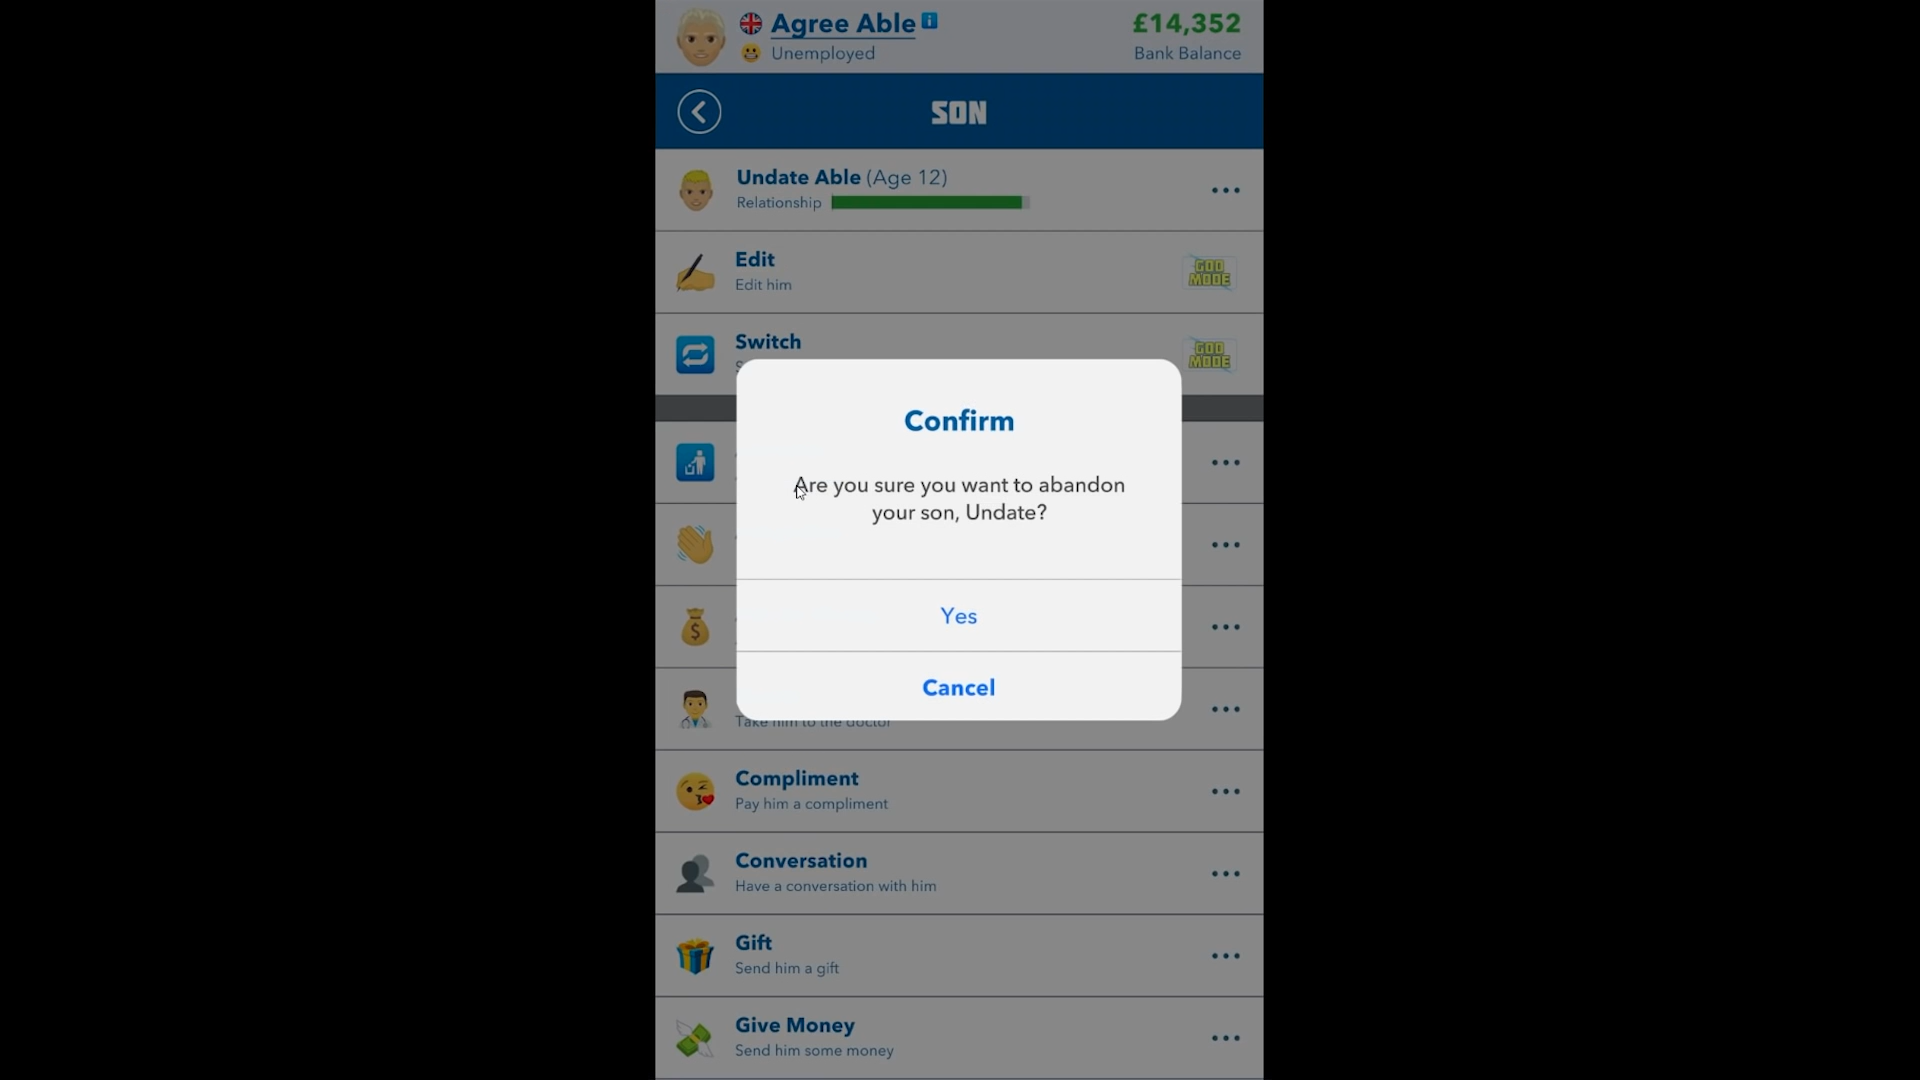 Agree Able
£14,352
Unemployed
Bank Balance
SON
Undate Able (Age 12)
Relationship
Edit
Edit him
GOD MODE
Switch
GOD MODE
Confirm
Are you sure you want to abandon
your son, Undate?
Yes
Cancel
Take him to the doctor
Compliment
Pay him a compliment
Conversation
Have a conversation with him
Gift
Send him a gift
Give Money
Send him some money